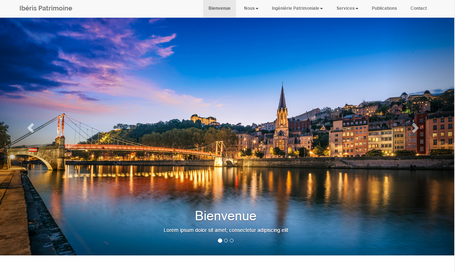 Ibéris Patrimoine
Bienvenue Nous Ingénierie Patrimoniale Services Publications Contact
Bienvenue
Lorem ipsum dolor sit amet, consectetur adipiscing elit